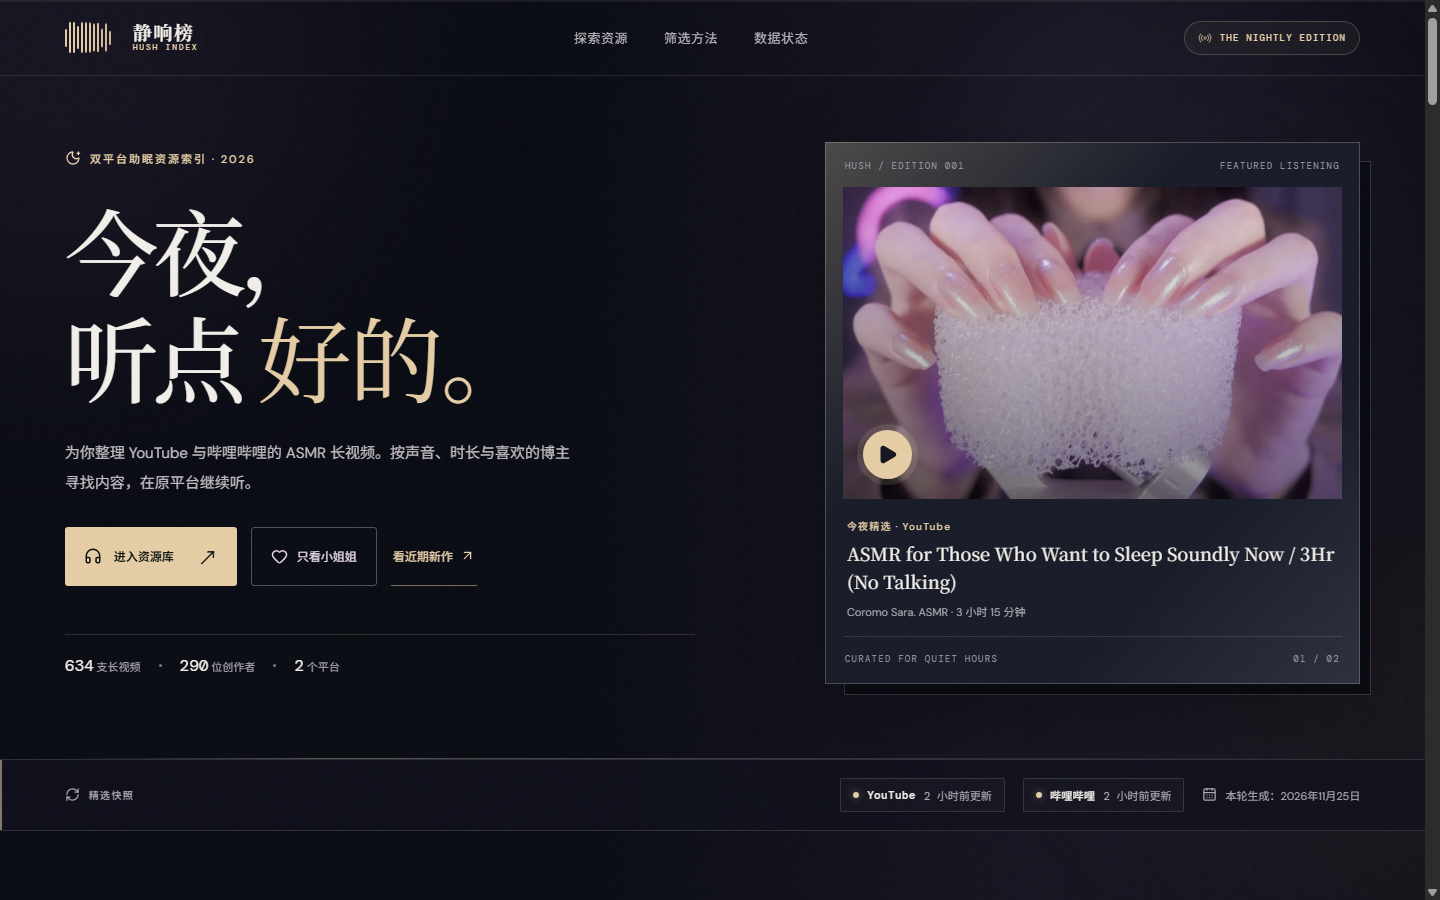 静响榜
HUSH INDEX
探索资源
筛选方法
数据状态
THE NIGHTLY EDITION
双平台助眠资源索引 · 2026
今夜，
听点好的。
为你整理 YouTube 与哔哩哔哩的 ASMR 长视频。按声音、时长与喜欢的博主
寻找内容，在原平台继续听。
进入资源库
只看小姐姐
看近期新作
634 支长视频 · 290 位创作者 · 2 个平台
HUSH / EDITION 001
FEATURED LISTENING
今夜精选 · YouTube
ASMR for Those Who Want to Sleep Soundly Now / 3Hr
(No Talking)
Coromo Sara. ASMR · 3 小时 15 分钟
CURATED FOR QUIET HOURS
01 / 02
精选快照
YouTube 2 小时前更新
哔哩哔哩 2 小时前更新
本轮生成：2026年11月25日